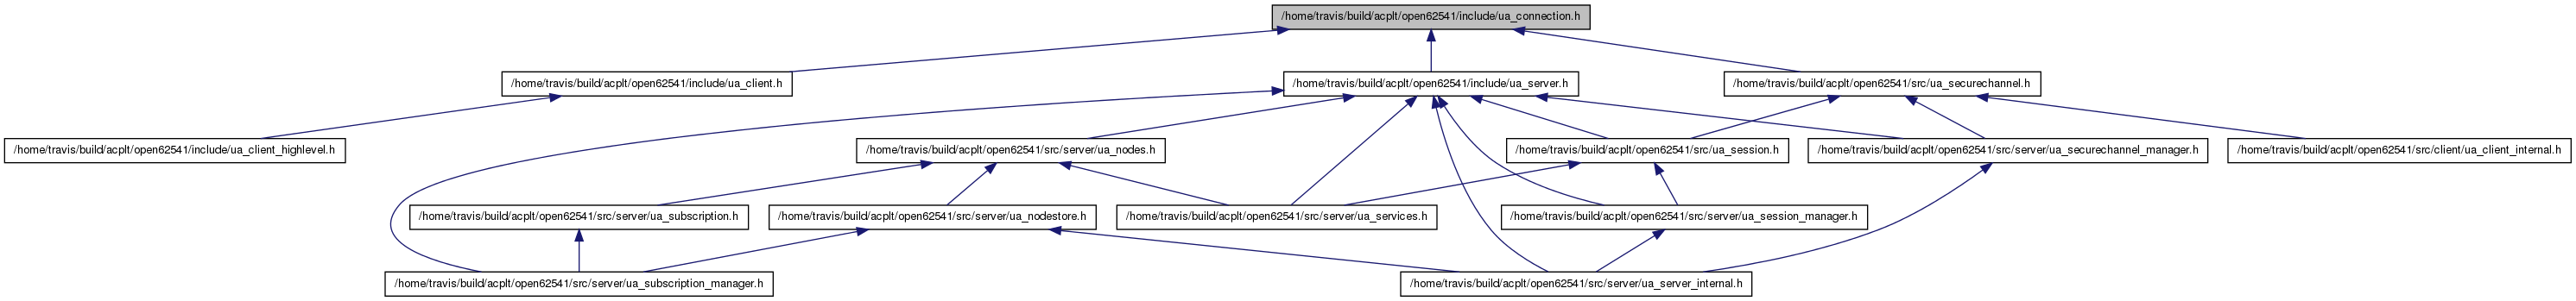 /home/travis/build/acplt/open62541/include/ua_connection.h
/home/travis/build/acplt/open62541/include/ua_client.h
/home/travis/build/acplt/open62541/include/ua_server.h
/home/travis/build/acplt/open62541/src/ua_securechannel.h
/home/travis/build/acplt/open62541/include/ua_client_highlevel.h
/home/travis/build/acplt/open62541/src/server/ua_nodes.h
/home/travis/build/acplt/open62541/src/ua_session.h
/home/travis/build/acplt/open62541/src/server/ua_securechannel_manager.h
/home/travis/build/acplt/open62541/src/client/ua_client_internal.h
/home/travis/build/acplt/open62541/src/server/ua_subscription.h
/home/travis/build/acplt/open62541/src/server/ua_nodestore.h
/home/travis/build/acplt/open62541/src/server/ua_services.h
/home/travis/build/acplt/open62541/src/server/ua_session_manager.h
/home/travis/build/acplt/open62541/src/server/ua_subscription_manager.h
/home/travis/build/acplt/open62541/src/server/ua_server_internal.h